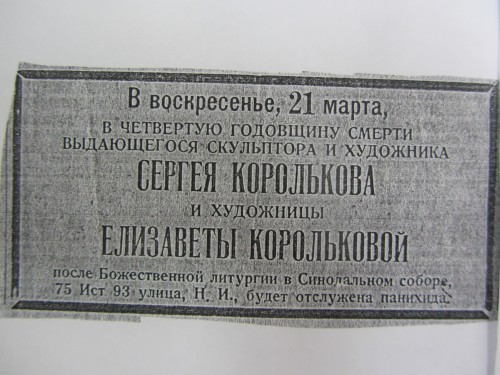 В воскресенье, 21 марта,
В ЧЕТВЕРТУЮ ГОДОВЩИНУ СМЕРТИ
ВЫДАЮЩЕГОСЯ СКУЛЬПТОРА И ХУДОЖНИКА
СЕРГЕЯ КОРОЛЬКОВА
И ХУДОЖНИЦЫ
ЕЛИЗАВЕТЫ КОРОЛЬКОВОЙ
после Божественной литургии в Синодальном соборе,
75 Ист 93 улица, Н. И., будет отслужена панихида.